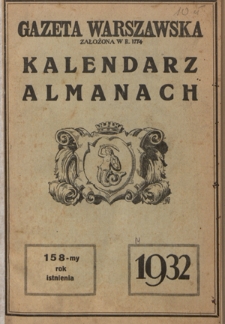 GAZETA WARSZAWSKA
ZAŁOŻONA W R. 1774
KALENDARZ
ALMANACH
158-my
rok
istnienia
1932